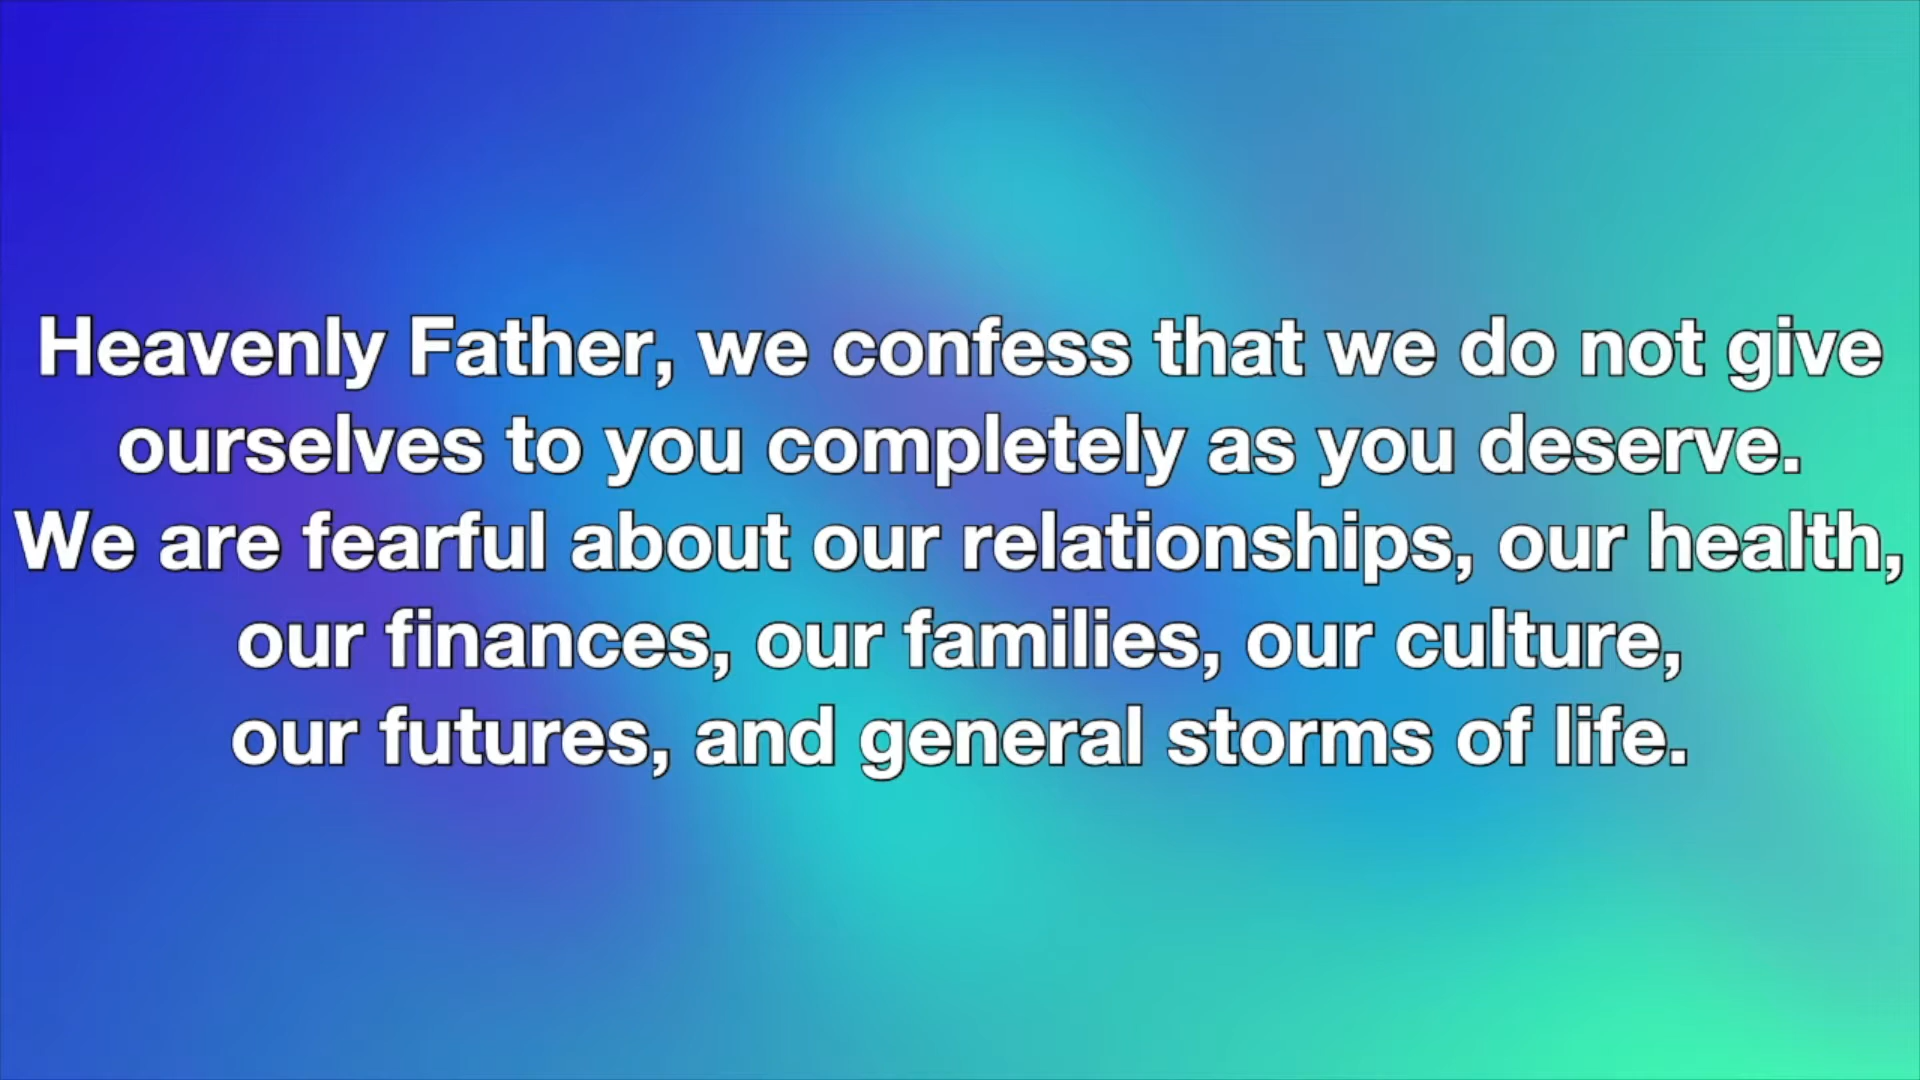 Heavenly Father, we confess that we do not give
ourselves to you completely as you deserve.
We are fearful about our relationships, our health,
our finances, our families, our culture,
our futures, and general storms of life.